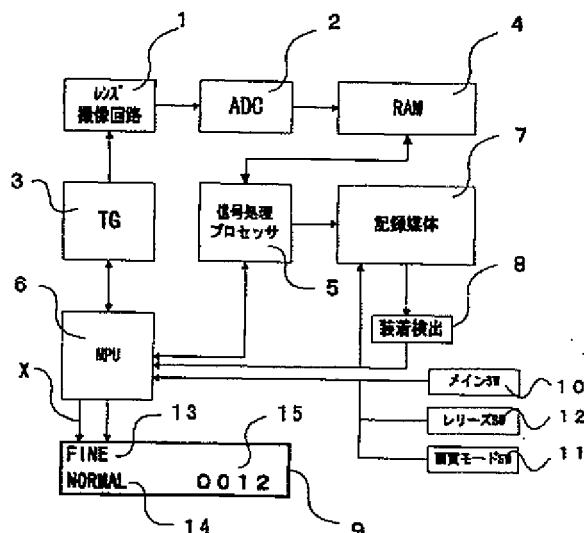 1
2
4
レンズ
撮像回路
ADC
RAM
7
3
TG
信号処理
プロセッサ
記録媒体
5
8
6
MPU
装着検出
X
メインSW
10
13
15
レリーズSW
12
FINE
画質モードSW
11
NORMAL
0012
14
9